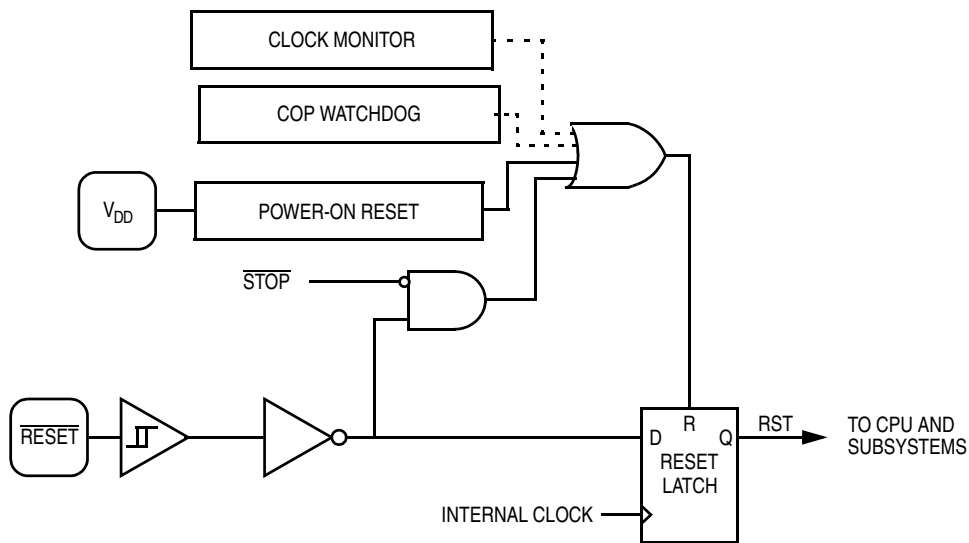 CLOCK MONITOR
COP WATCHDOG
VDD
POWER-ON RESET
STOP
RESET
D
R
Q
RESET
LATCH
RST
TO CPU AND
SUBSYSTEMS
INTERNAL CLOCK